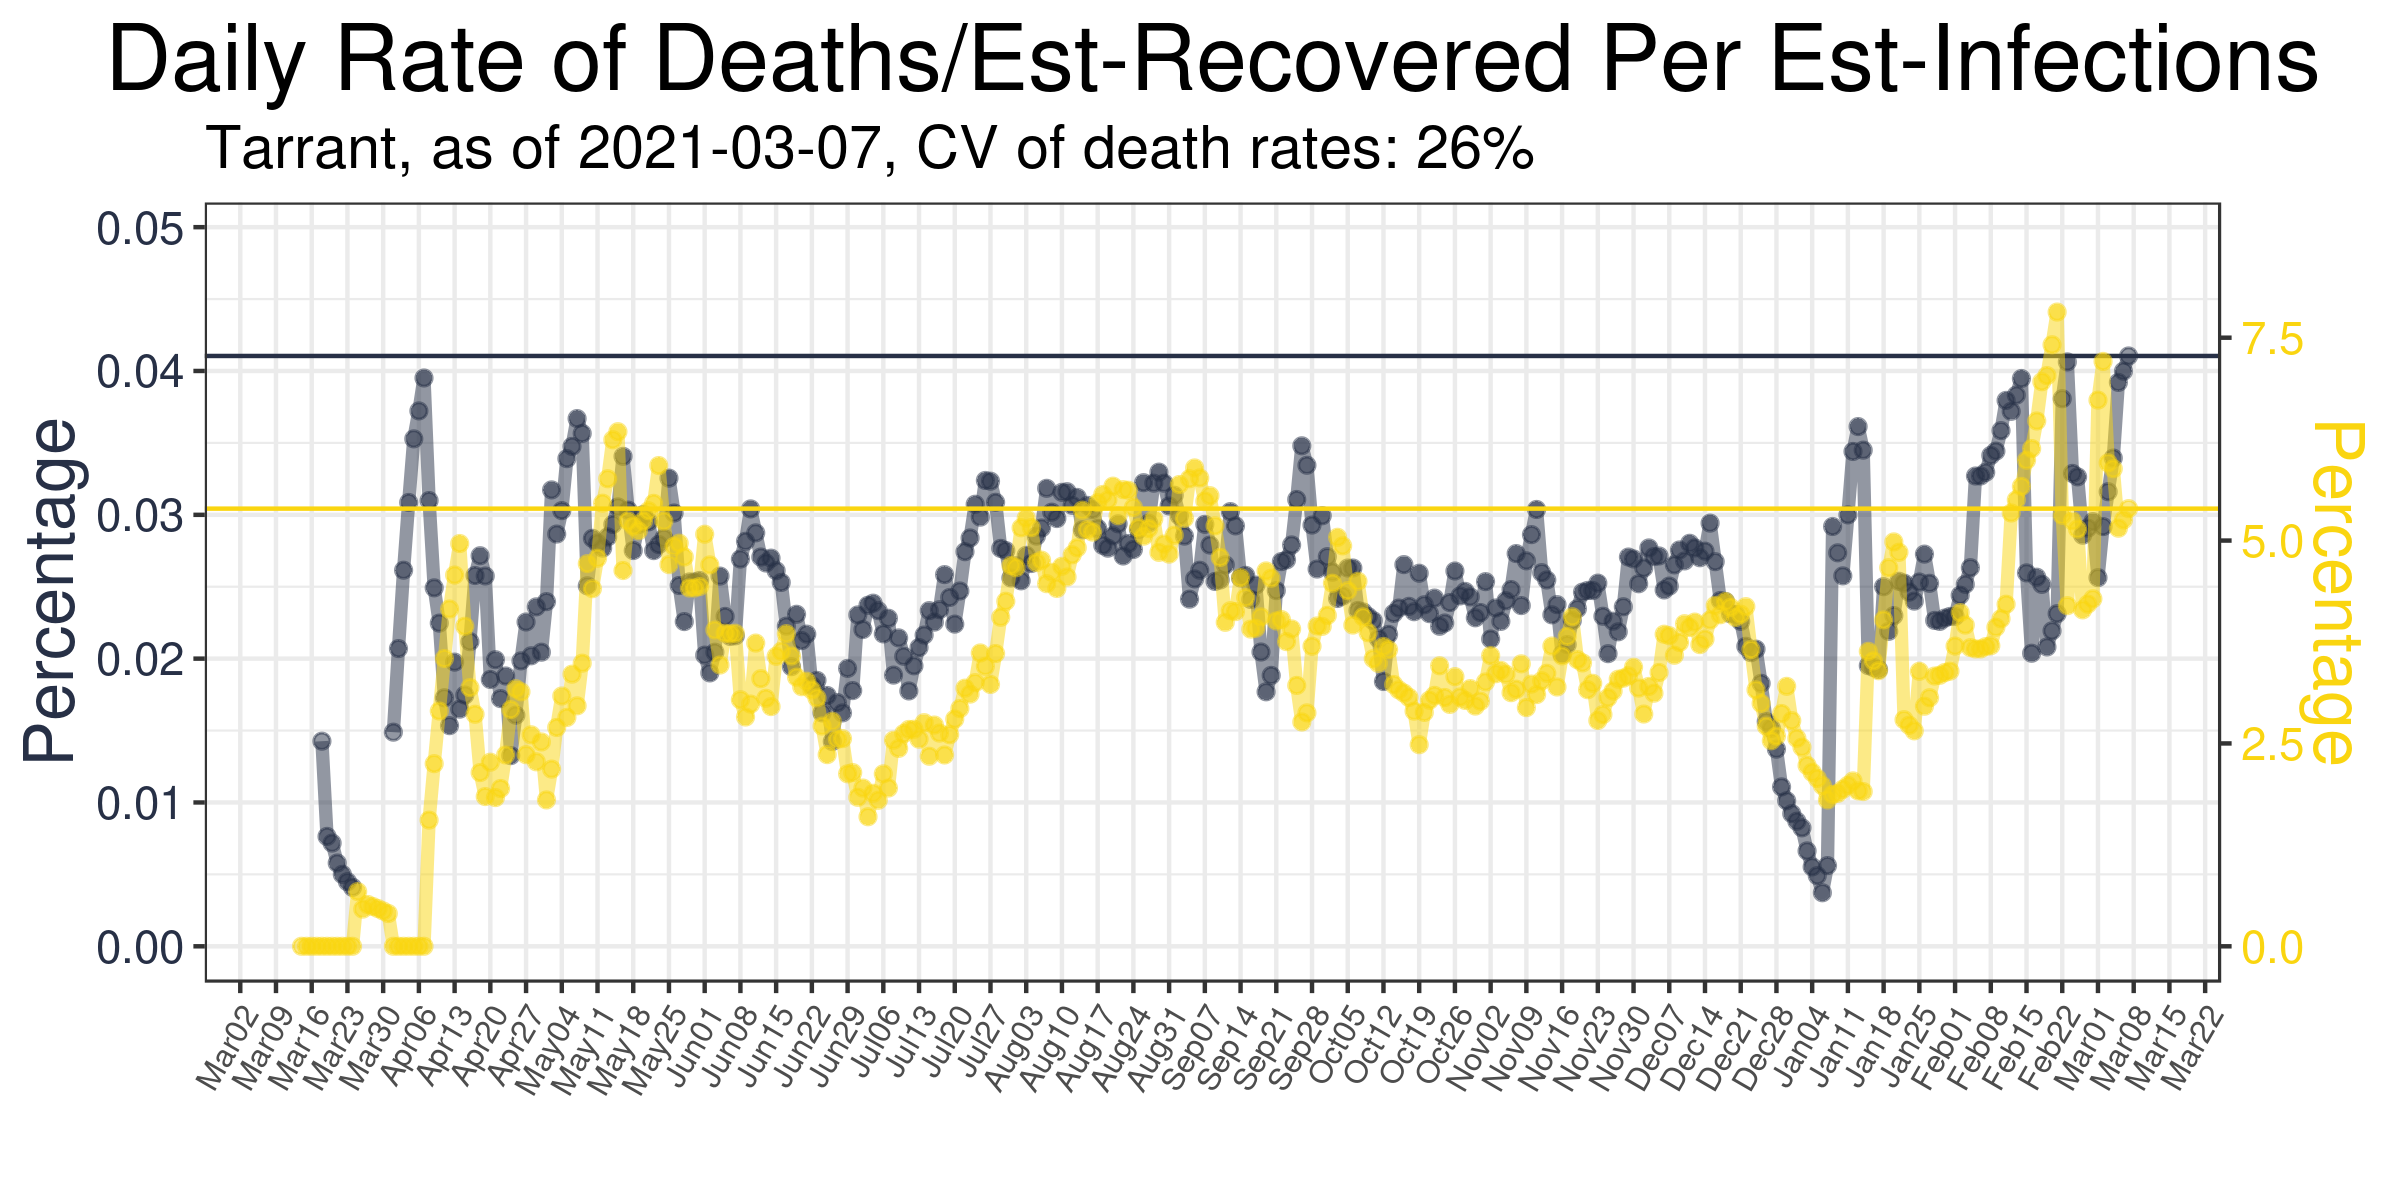 Daily Rate of Deaths/Est-Recovered Per Est-Infections
Tarrant, as of 2021-03-07, CV of death rates: 26%
Percentage
0.05
0.04
0.03
0.02
0.01
0.00
7.5
5.0
2.5
0.0
Percentage
Mar02
Mar09
Mar16
Mar23
Mar30
Apr06
Apr13
Apr20
Apr27
May04
May11
May18
May25
Jun01
Jun08
Jun15
Jun22
Jun29
Jul06
Jul13
Jul20
Jul27
Aug03
Aug10
Aug17
Aug24
Aug31
Sep07
Sep14
Sep21
Sep28
Oct05
Oct12
Oct19
Oct26
Nov02
Nov09
Nov16
Nov23
Nov30
Dec07
Dec14
Dec21
Dec28
Dec04
Jan11
Jan18
Jan25
Feb01
Feb08
Feb15
Feb22
Mar01
Mar08
Mar15
Mar22